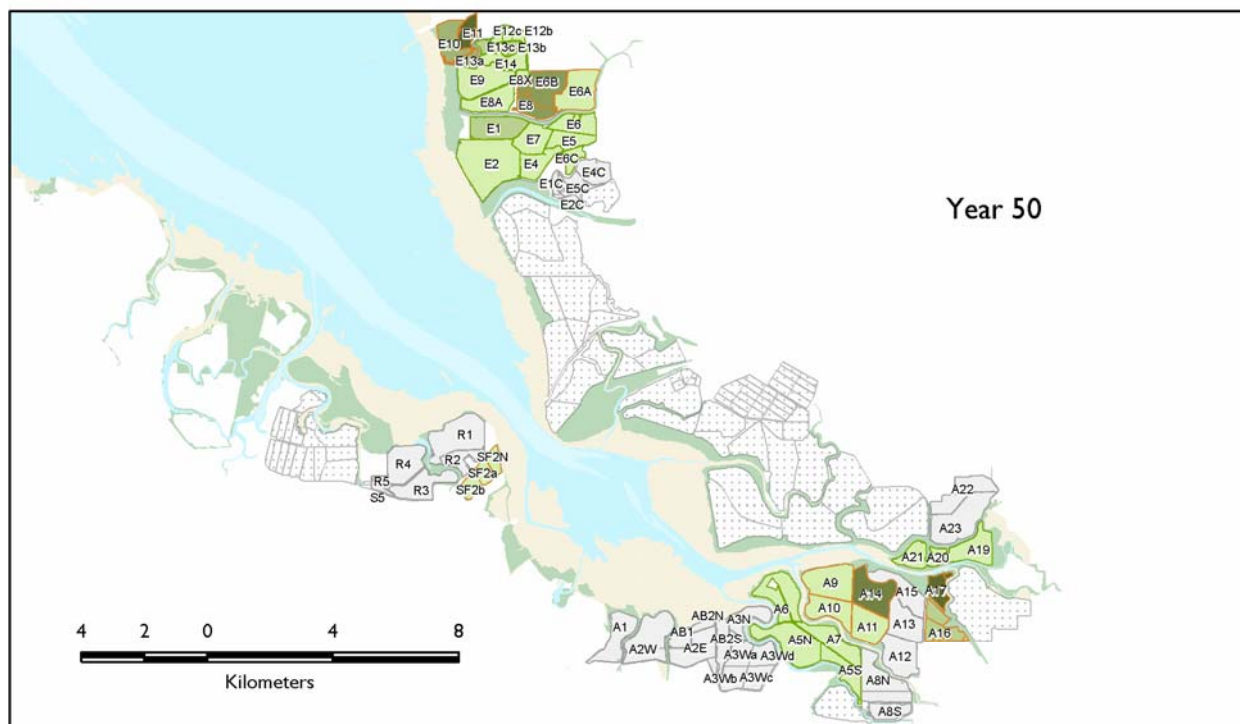 E10
E11
E12c
E12b
E13c
E13b
E13a
E14
E9
E8X
E6B
E6A
E8A
E8
E1
E6
E7
E5
E2
E4
E6C
E4C
E1C
E5C
E2C
Year 50
R1
R4
R2
SF2N
SF2a
R5
R3
SF2b
S5
A22
A23
A21
A20
A19
A9
A14
A15
A17
A6
A10
A11
A13
A16
A1
AB2N
A3N
AB1
AB2S
A5N
A7
A2W
A2E
A3Wa
A3Wd
A12
A5S
A3Wb
A3Wc
A8N
A8S
4 2 0 4 8
Kilometers